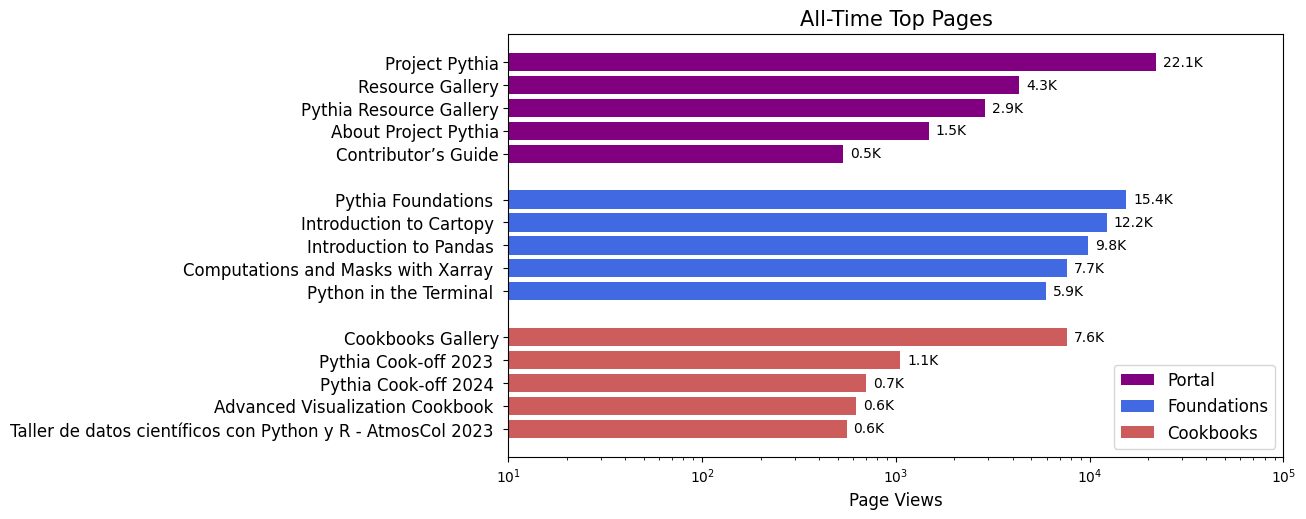 All-Time Top Pages
Project Pythia 22.1K
Resource Gallery 4.3K
Pythia Resource Gallery 2.9K
About Project Pythia 1.5K
Contributor’s Guide 0.5K
Pythia Foundations 15.4K
Introduction to Cartopy 12.2K
Introduction to Pandas 9.8K
Computations and Masks with Xarray 7.7K
Python in the Terminal 5.9K
Cookbooks Gallery 7.6K
Pythia Cook-off 2023 1.1K
Pythia Cook-off 2024 0.7K
Advanced Visualization Cookbook 0.6K
Taller de datos científicos con Python y R - AtmosCol 2023 0.6K
Portal
Foundations
Cookbooks
10¹ 10² 10³ 10⁴ 10⁵
Page Views